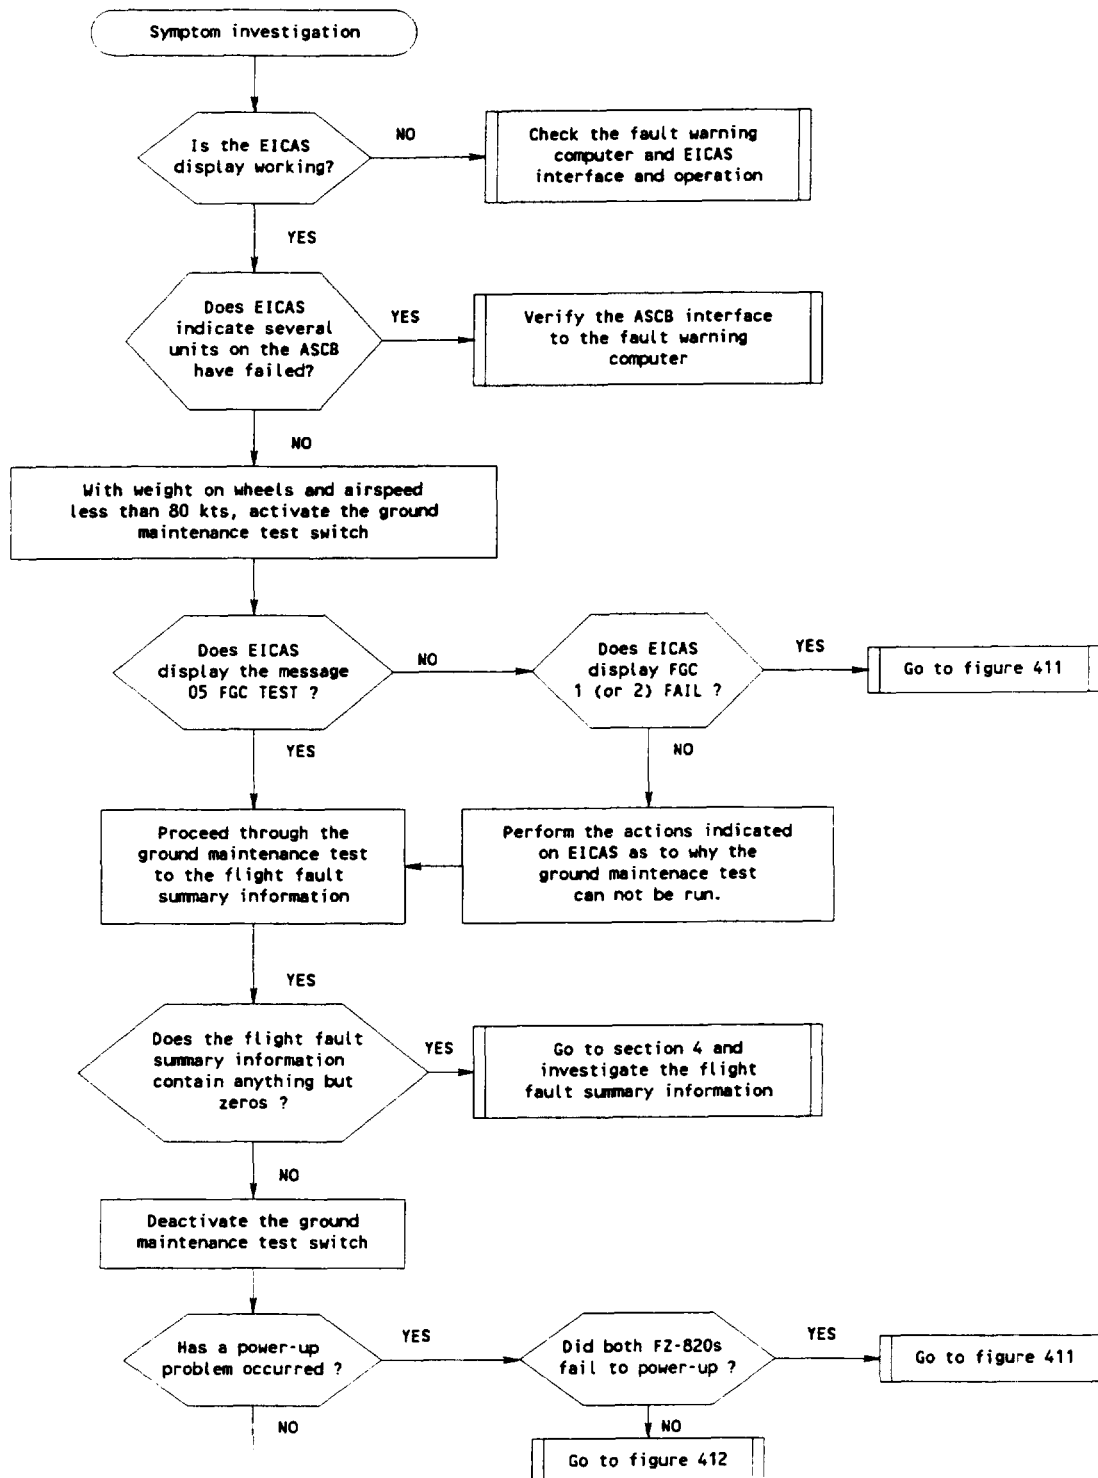 Symptom investigation
Is the EICAS
display working?
NO
Check the fault warning
computer and EICAS
interface and operation
YES
Does EICAS
indicate several
units on the ASCB
have failed?
YES
Verify the ASCB interface
to the fault warning
computer
NO
With weight on wheels and airspeed
less than 80 kts, activate the ground
maintenance test switch
Does EICAS
display the message
05 FGC TEST ?
NO
Does EICAS
display FGC
1 (or 2) FAIL ?
YES
Go to figure 411
YES
NO
Proceed through the
ground maintenance test
to the flight fault
summary information
Perform the actions indicated
on EICAS as to why the
ground maintenace test
can not be run.
YES
Does the flight fault
summary information
contain anything but
zeros ?
YES
Go to section 4 and
investigate the flight
fault summary information
NO
Deactivate the ground
maintenance test switch
Has a power-up
problem occurred ?
YES
Did both FZ-820s
fail to power-up ?
YES
Go to figure 411
NO
NO
Go to figure 412